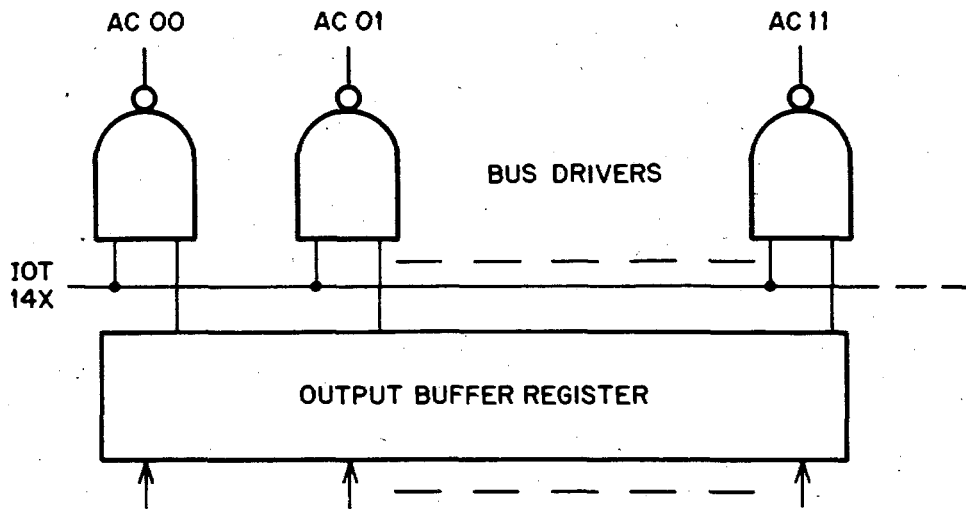 AC 00
AC 01
AC 11
BUS DRIVERS
IOT
14X
OUTPUT BUFFER REGISTER